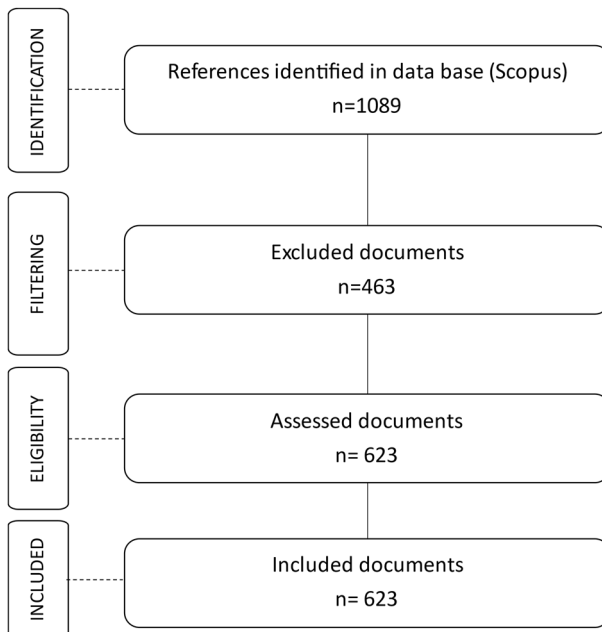 IDENTIFICATION
References identified in data base (Scopus)
n=1089
FILTERING
Excluded documents
n=463
ELIGIBILITY
Assessed documents
n= 623
INCLUDED
Included documents
n= 623